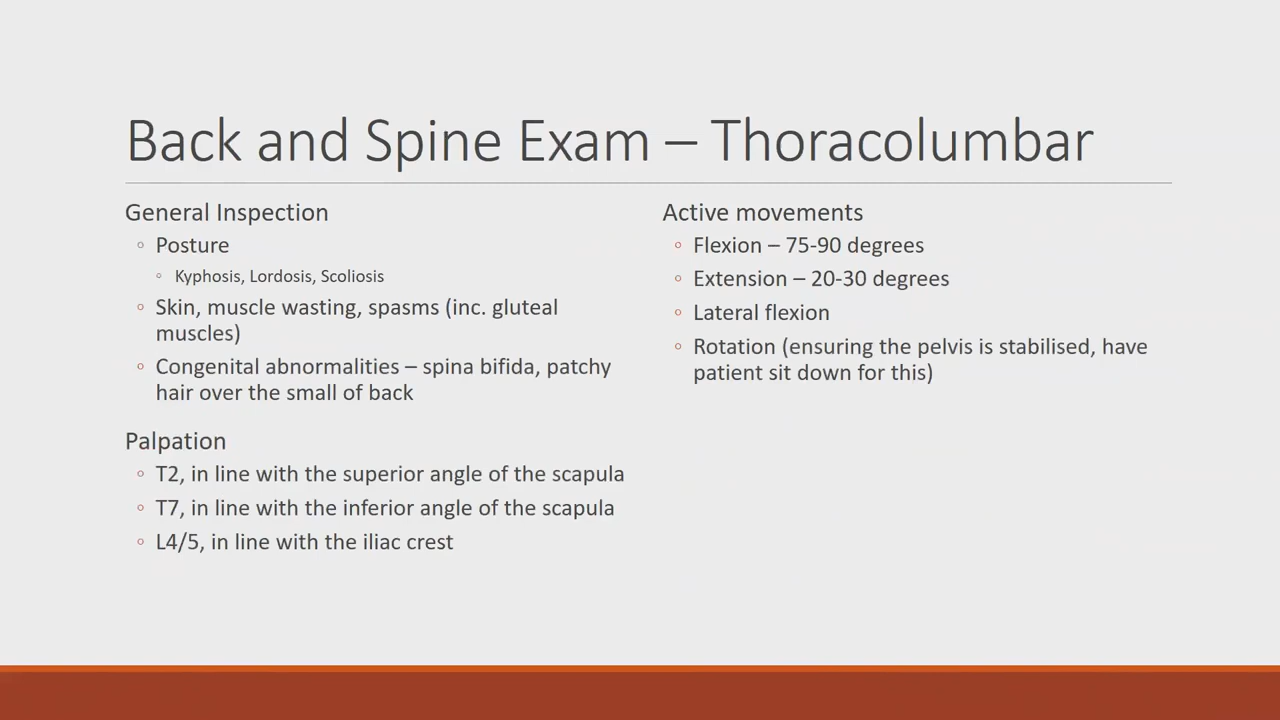 Back and Spine Exam – Thoracolumbar
General Inspection
◦ Posture
◦ Kyphosis, Lordosis, Scoliosis
◦ Skin, muscle wasting, spasms (inc. gluteal
muscles)
◦ Congenital abnormalities – spina bifida, patchy
hair over the small of back
Palpation
◦ T2, in line with the superior angle of the scapula
◦ T7, in line with the inferior angle of the scapula
◦ L4/5, in line with the iliac crest
Active movements
◦ Flexion – 75-90 degrees
◦ Extension – 20-30 degrees
◦ Lateral flexion
◦ Rotation (ensuring the pelvis is stabilised, have
patient sit down for this)